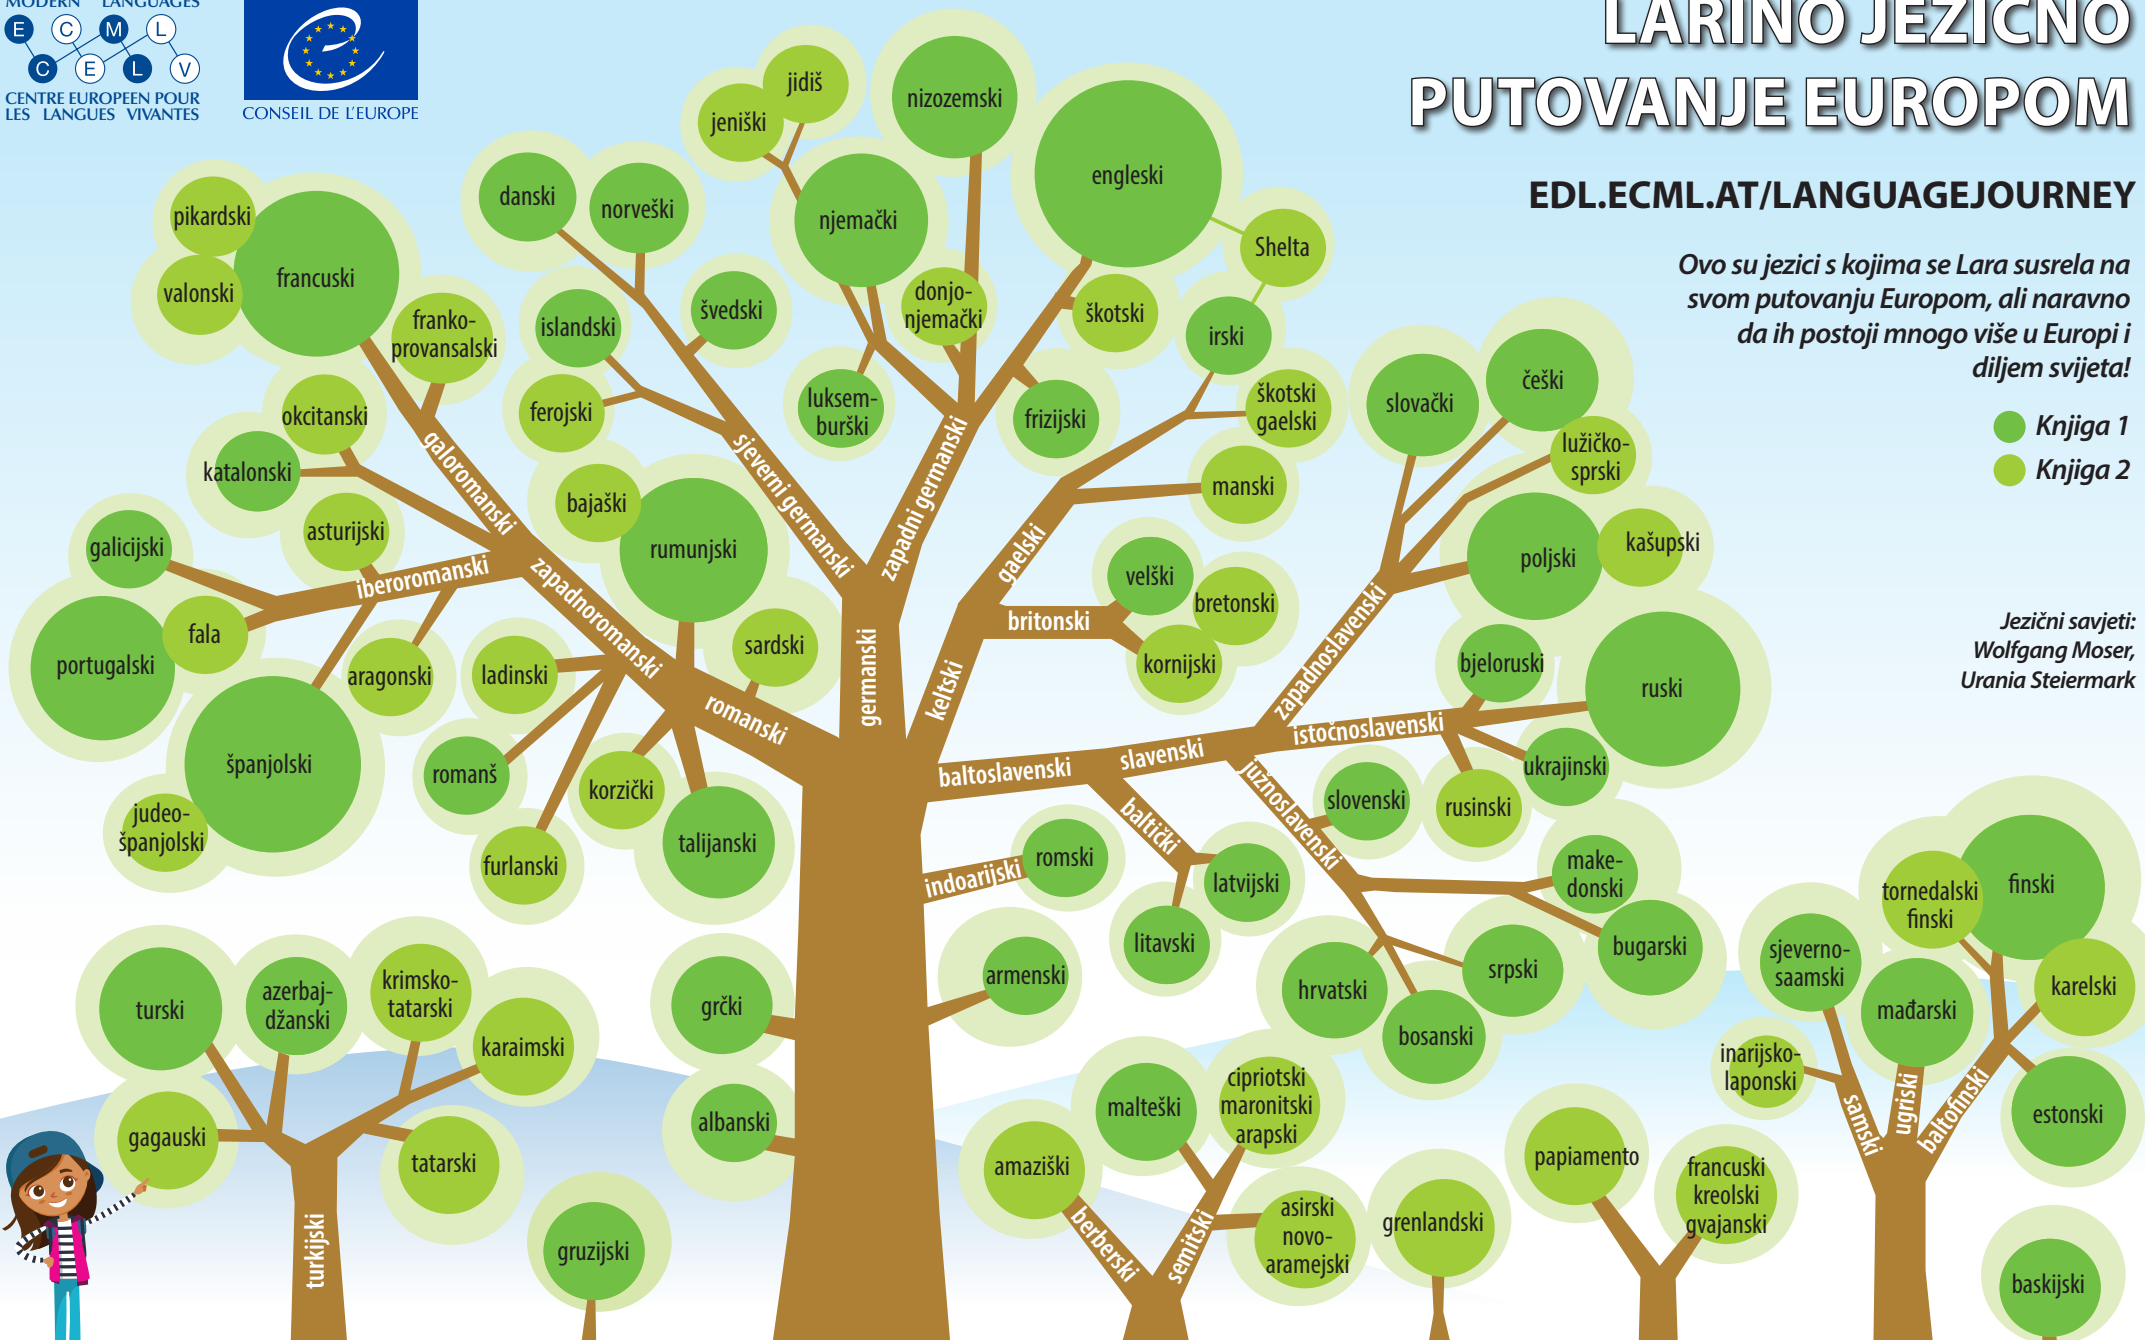 MODERN LANGUAGES
E C M L
C E L V
CENTRE EUROPEEN POUR
LES LANGUES VIVANTES
CONSEIL DE L'EUROPE
LARINO JEZIČNO
PUTOVANJE EUROPOM
EDL.ECML.AT/LANGUAGEJOURNEY
Ovo su jezici s kojima se Lara susrela na
svom putovanju Europom, ali naravno
da ih postoji mnogo više u Europi i
diljem svijeta!
Knjiga 1
Knjiga 2
Jezični savjeti:
Wolfgang Moser,
Urania Steiermark
pikardski
valonski
francuski
franko-
provansalski
okcitanski
katalonski
galoromanski
asturijski
galicijski
iberoromanski
fala
portugalski
aragonski
španjolski
judeo-
španjolski
zapadnoromanski
ladinski
romanš
furlanski
korzički
talijanski
bajaški
rumunjski
sardski
romanski
danski
norveški
švedski
islandski
ferojski
sjeverni germanski
jeniški
jidiš
njemački
luksem-
burški
nizozemski
donjo-
njemački
engleski
Shelta
škotski
frizijski
zapadni germanski
germanski
irski
škotski
gaelski
manski
gaelski
velški
bretonski
kornijski
britonski
keltski
slovački
češki
lužičko-
srpski
poljski
kašupski
zapadnoslavenski
bjeloruski
ruski
ukrajinski
rusinski
istočnoslavenski
baltoslavenski
slavenski
južnoslavenski
slovenski
make-
donski
bugarski
srpski
hrvatski
bosanski
baltički
latvijski
litavski
indoarijski
romski
armenski
grčki
albanski
turski
azerbaj-
džanski
krimsko-
tatarski
karaimski
gagauski
tatarski
turkijski
gruzijski
amaziški
berberski
malteški
cipriotski
maronitski
arapski
asirski
novo-
aramejski
semitski
grenlandski
papiamento
francuski
kreolski
gvajanski
sjeverno-
saamski
inarijsko-
laponski
samski
mađarski
ugriski
tornedalski
finski
finski
karelski
estonski
baltofinski
baskijski